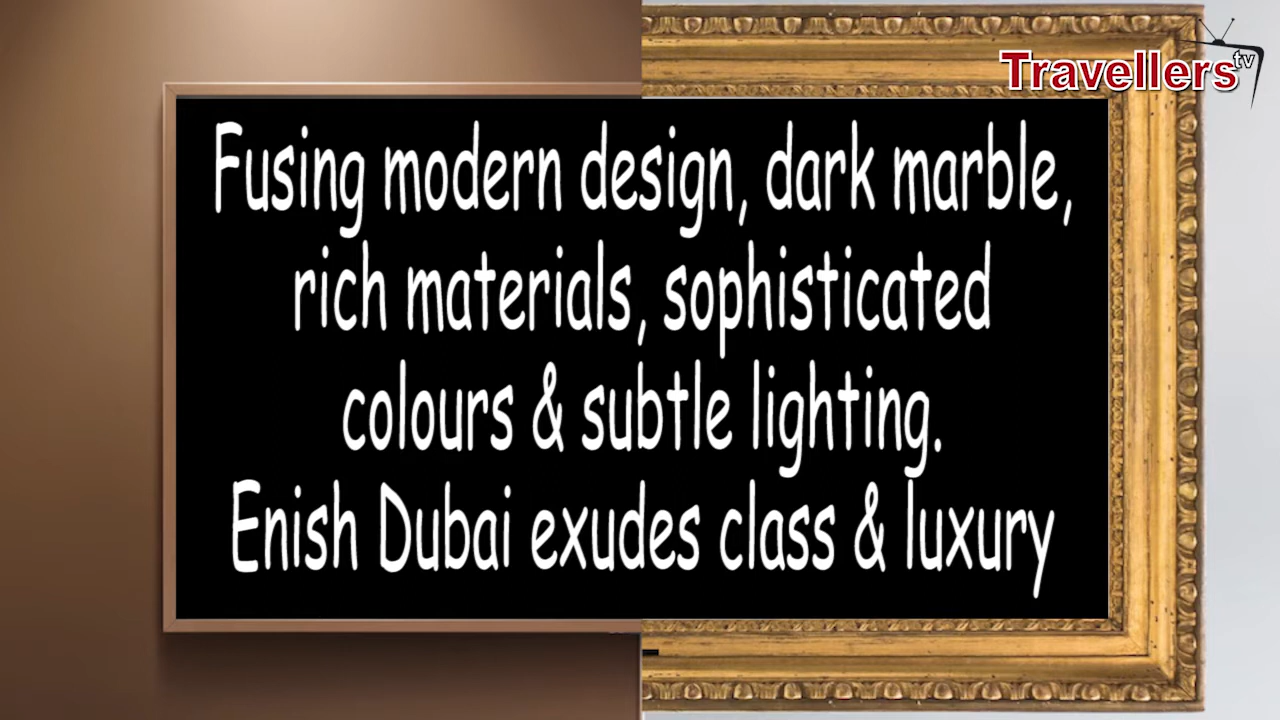 Travellers tv
Fusing modern design, dark marble,
rich materials, sophisticated
colours & subtle lighting.
Enish Dubai exudes class & luxury